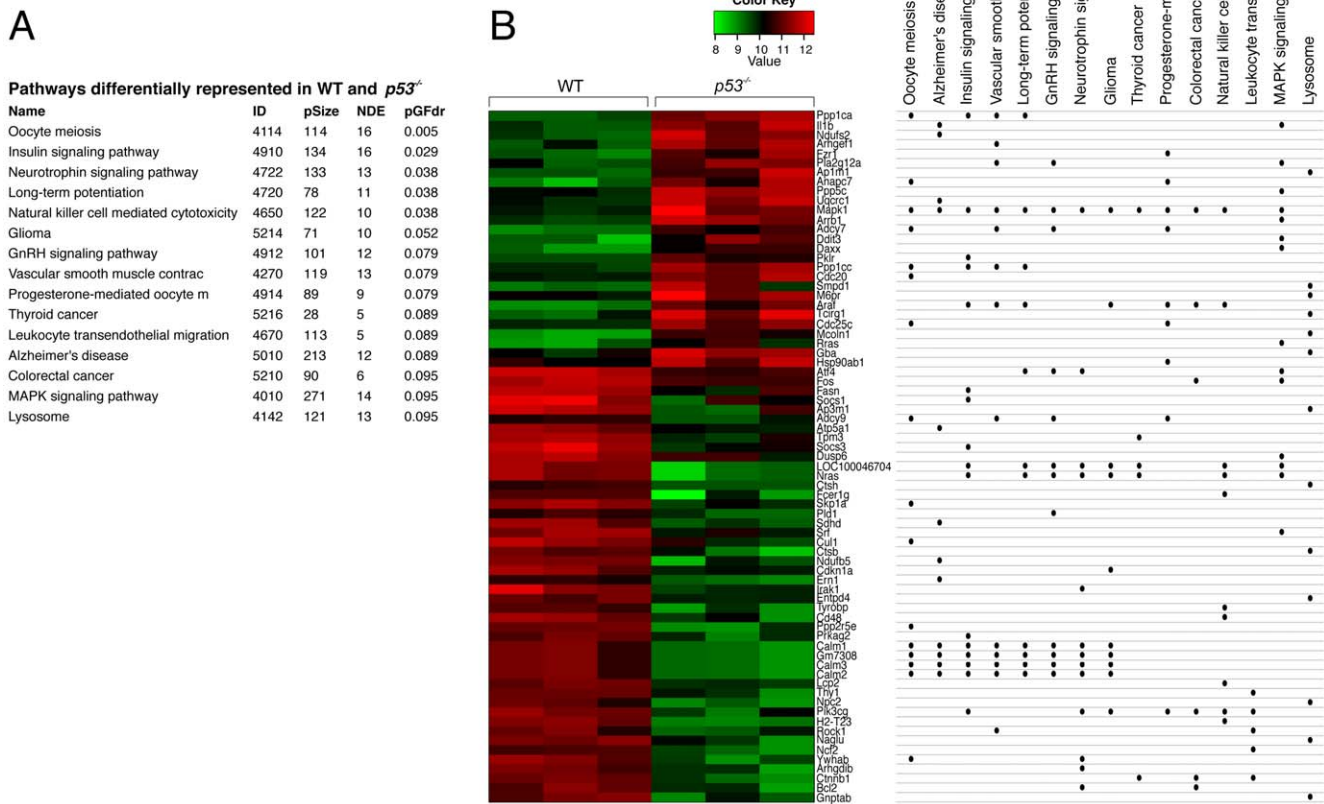 A
Pathways differentially represented in WT and p53-/-
Name ID pSize NDE pGFdr
Oocyte meiosis 4114 114 16 0.005
Insulin signaling pathway 4910 134 16 0.029
Neurotrophin signaling pathway 4722 133 13 0.038
Long-term potentiation 4720 78 11 0.038
Natural killer cell mediated cytotoxicity 4650 122 10 0.038
Glioma 5214 71 10 0.052
GnRH signaling pathway 4912 101 12 0.079
Vascular smooth muscle contrac 4270 119 13 0.079
Progesterone-mediated oocyte m 4914 89 9 0.079
Thyroid cancer 5216 28 5 0.089
Leukocyte transendothelial migration 4670 113 5 0.089
Alzheimer's disease 5010 213 12 0.089
Colorectal cancer 5210 90 6 0.095
MAPK signaling pathway 4010 271 14 0.095
Lysosome 4142 121 13 0.095
B
Color Key
8 9 10 11 12
Value
WT
p53-/-
Oocyte meiosis
Alzheimer's dise
Insulin signaling
Vascular smoot
Long-term poter
GnRH signaling
Neurotrophin sig
Glioma
Thyroid cancer
Progesterone-m
Colorectal canc
Natural killer ce
Leukocyte trans
MAPK signaling
Lysosome
Ppp1ca
Il1b
Ndufs2
Arhgef1
Fzr1
Pla2g12a
Ap1m1
Anapc7
Ppp5c
Uqcrc1
Mapk1
Arrb1
Adcy7
Ddit3
Daxx
Pklr
Ppp1cc
Cdc20
Smpd1
M6pr
Araf
Tcirg1
Cdc25c
Mcoln1
Rras
Gba
Hsp90ab1
Atf4
Fos
Fasn
Socs1
Ap3m1
Adcy9
Atp5a1
Tpm3
Socs3
Dusp6
LOC100046704
Nras
Ctsh
Fcer1g
Skp1a
Pld1
Sdhd
Srf
Cul1
Ctsb
Ndufb5
Cdkn1a
Ern1
Irak1
Entpd4
Tyrobp
Cd48
Ppp2r5e
Prkag2
Calm1
Gm7308
Calm3
Calm2
Lcp2
Thy1
Npc2
Pik3cg
H2-T23
Rock1
Naglu
Ncf2
Ywhab
Arhgdib
Ctnnb1
Bcl2
Gnptab